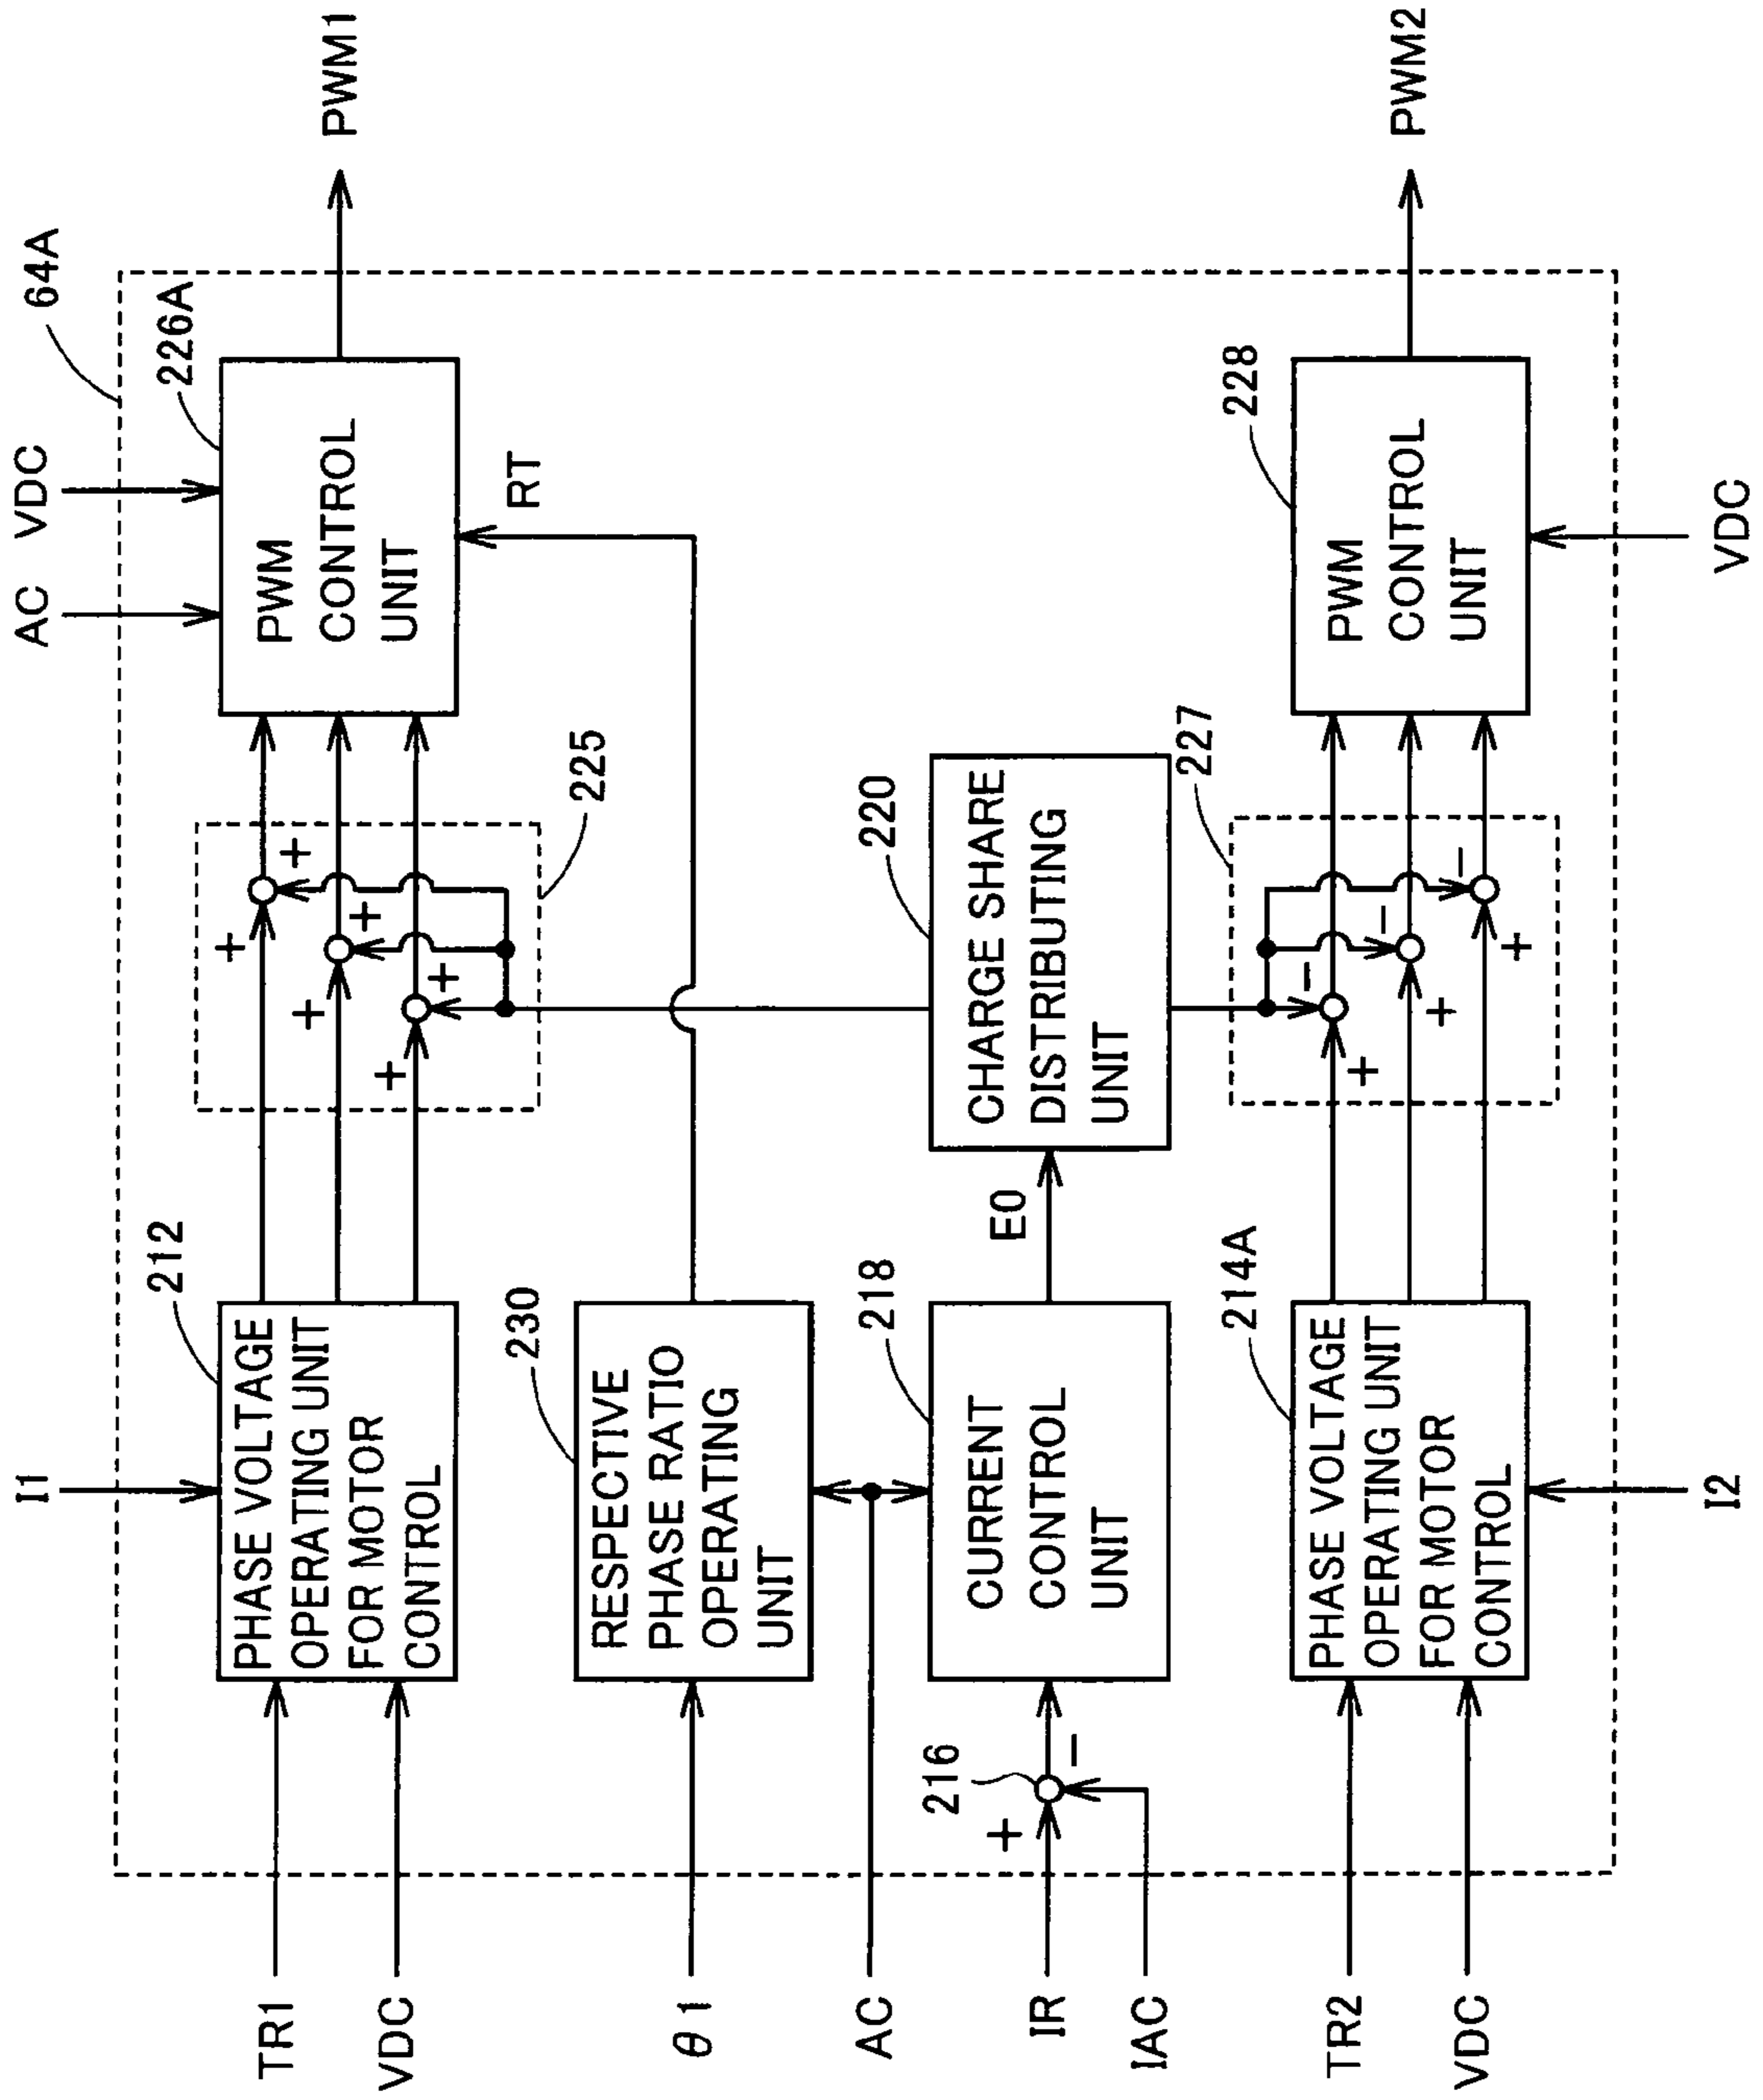 64A
I1
AC
VDC
TR1
VDC
212
PHASE VOLTAGE
OPERATING UNIT
FOR MOTOR
CONTROL
+
+
+
+
+
+
225
226A
PWM
CONTROL
UNIT
PWM1
RT
θ1
230
RESPECTIVE
PHASE RATIO
OPERATING
UNIT
AC
IR
IAC
+
−
216
218
CURRENT
CONTROL
UNIT
E0
220
CHARGE SHARE
DISTRIBUTING
UNIT
TR2
VDC
214A
PHASE VOLTAGE
OPERATING UNIT
FOR MOTOR
CONTROL
I2
227
−
−
−
+
+
+
228
PWM
CONTROL
UNIT
VDC
PWM2